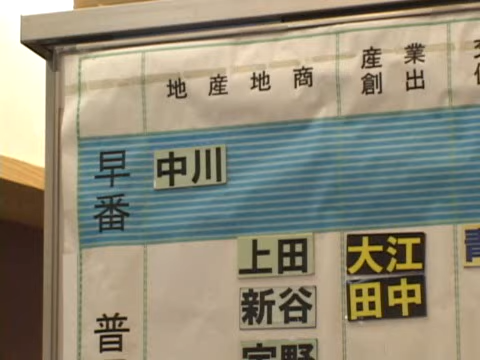 地産地商
産業
創出
早番
中川
上田
大江
新谷
田中
普